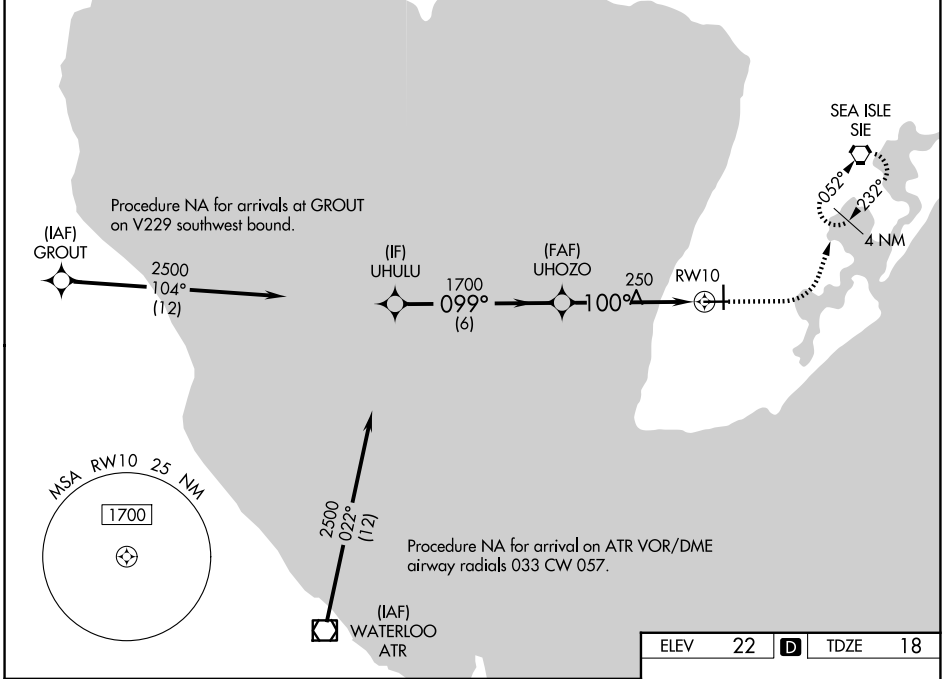 SEA ISLE
SIE
052°
232°
4 NM
Procedure NA for arrivals at GROUT
on V229 southwest bound.
(IAF)
GROUT
2500
104°
(12)
(IF)
UHULU
1700
099°
(6)
(FAF)
UHOZO
100°
250
RW10
MSA RW10 25 NM
1700
2500
022°
(12)
Procedure NA for arrival on ATR VOR/DME
airway radials 033 CW 057.
(IAF)
WATERLOO
ATR
ELEV 22 D TDZE 18